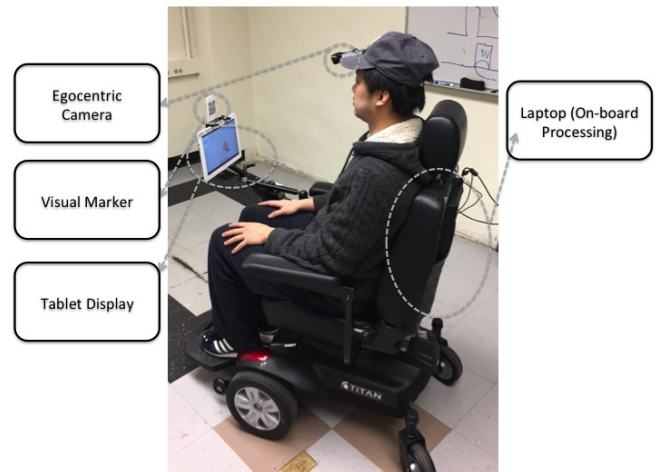 Egocentric
Camera
Visual Marker
Tablet Display
Laptop (On-board
Processing)
TITAN